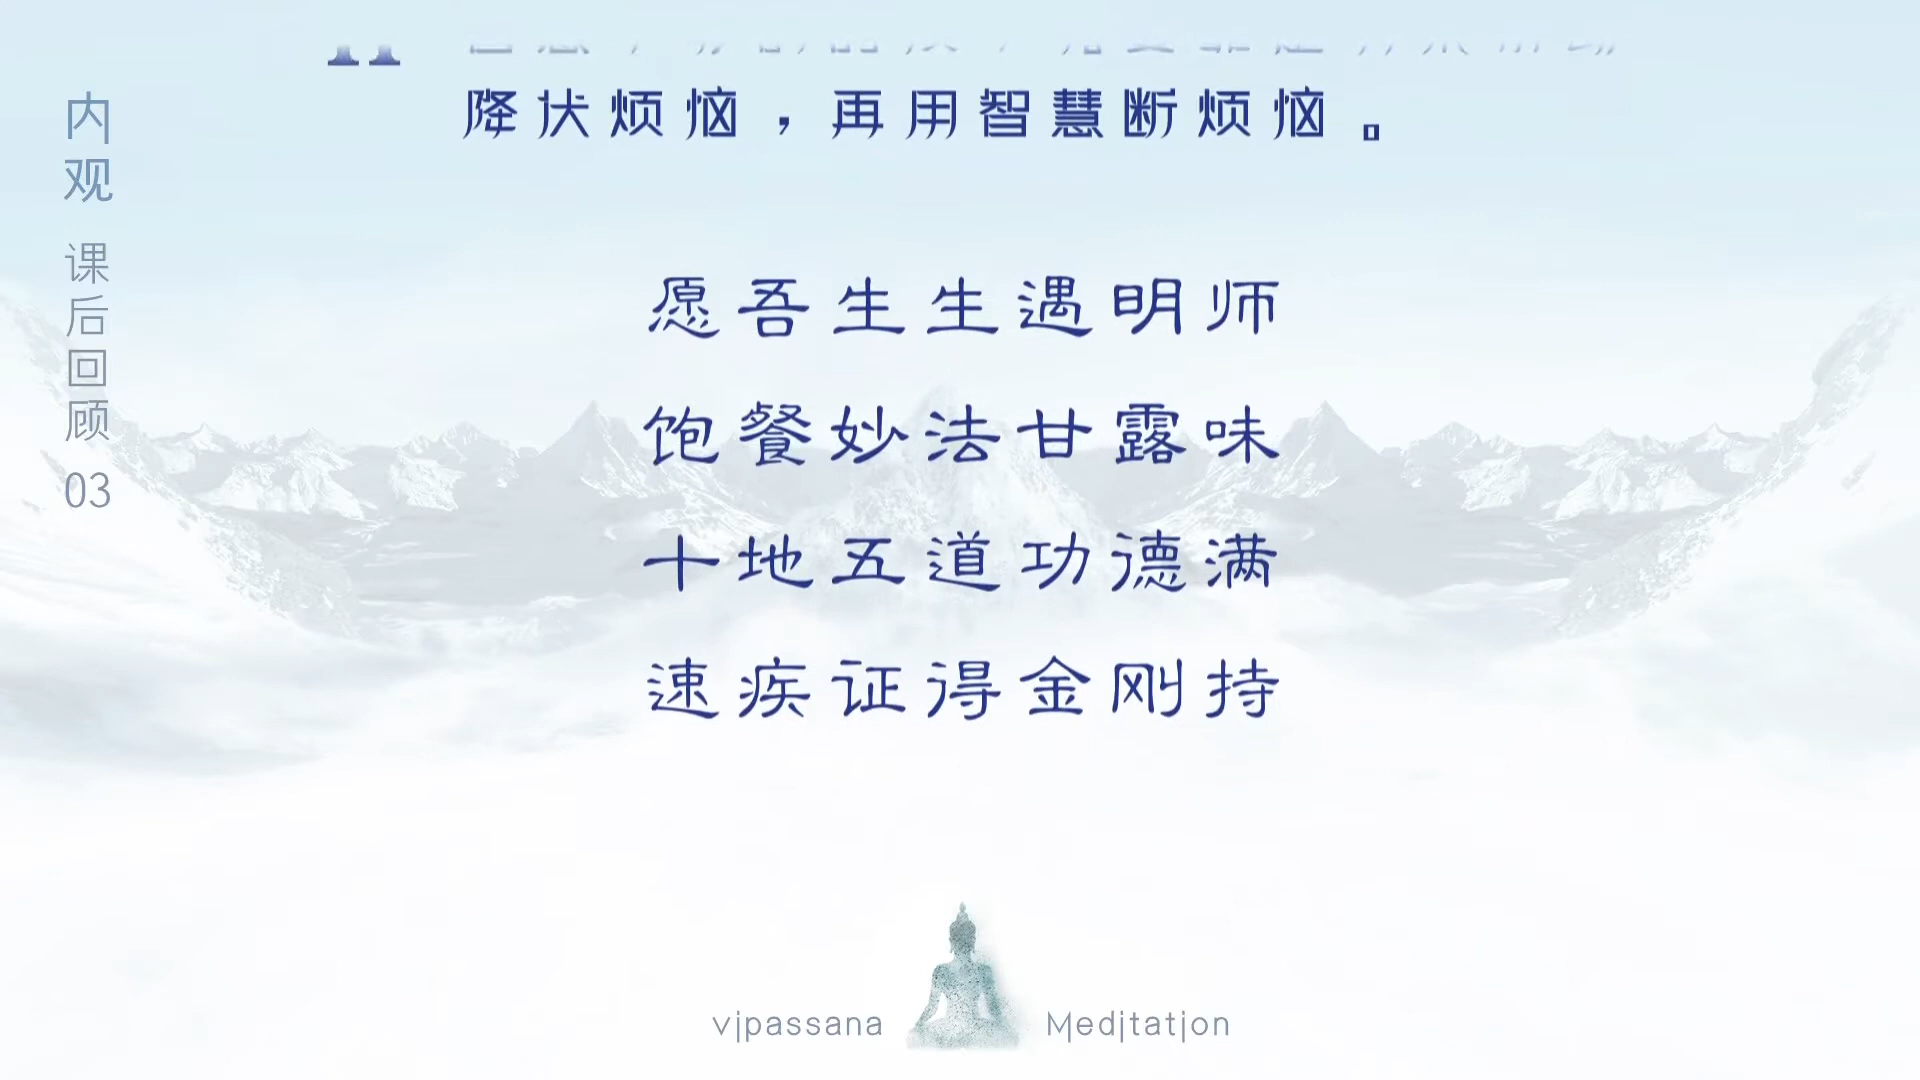 降伏烦恼，再用智慧断烦恼。
愿吾生生遇明师
饱餐妙法甘露味
十地五道功德满
速疾证得金刚持
内观
课后回顾
03
vipassana
Meditation